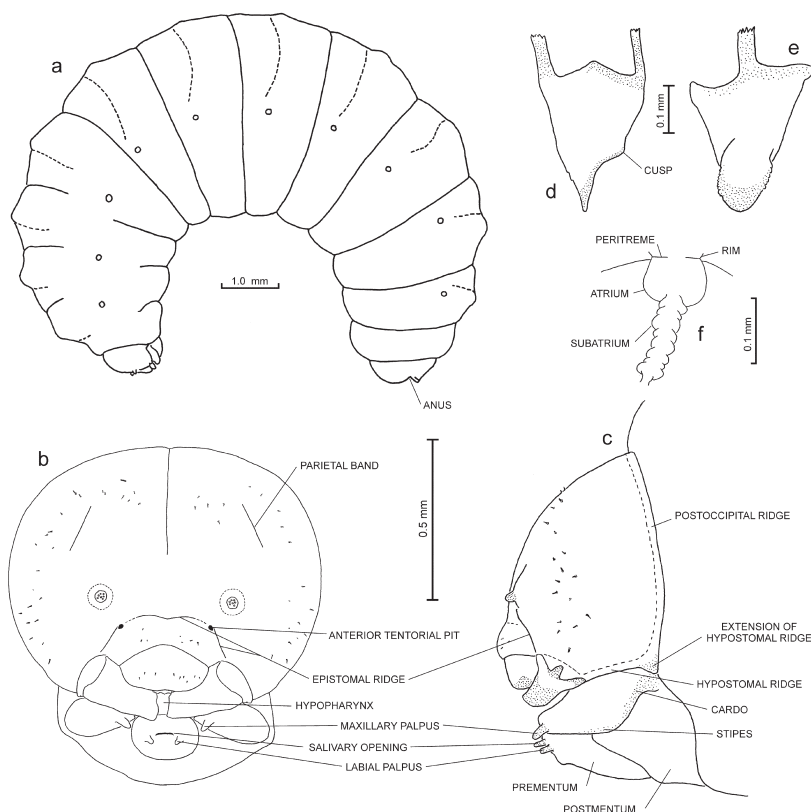 a
1.0 mm
ANUS
d
0.1 mm
CUSP
e
PERITREME
RIM
ATRIUM
SUBATRIUM
f
0.1 mm
b
PARIETAL BAND
0.5 mm
ANTERIOR TENTORIAL PIT
EPISTOMAL RIDGE
HYPOPHARYNX
MAXILLARY PALPUS
SALIVARY OPENING
LABIAL PALPUS
c
POSTOCCIPITAL RIDGE
EXTENSION OF
HYPOSTOMAL RIDGE
HYPOSTOMAL RIDGE
CARDO
STIPES
PREMENTUM
POSTMENTUM